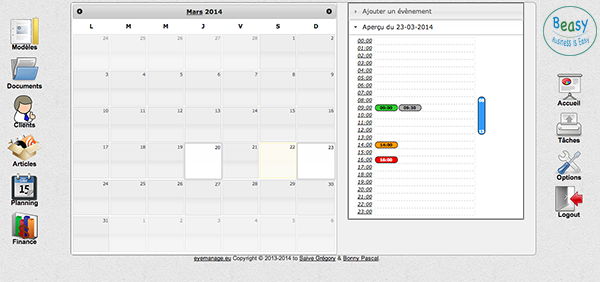 Modèles
Documents
Clients
Articles
Planning
15
Finance
Mars 2014
L M M J V S D
24 25 26 27 28 1 2
3 4 5 6 7 8 9
10 11 12 13 14 15 16
17 18 19 20 21 22 23
24 25 26 27 28 29 30
31 1 2 3 4 5 6
Ajouter un évènement
Aperçu du 23-03-2014
00:00
01:00
02:00
03:00
04:00
05:00
06:00
07:00
08:00
09:00 09:00 09:30
10:00
11:00
12:00
13:00
14:00 14:00
15:00
16:00 16:00
17:00
18:00
19:00
20:00
21:00
22:00
23:00
Beasy
Business is Easy
Accueil
Tâches
Options
Logout
eyemanage.eu Copyright © 2013-2014 to Saive Grégory & Bonny Pascal.